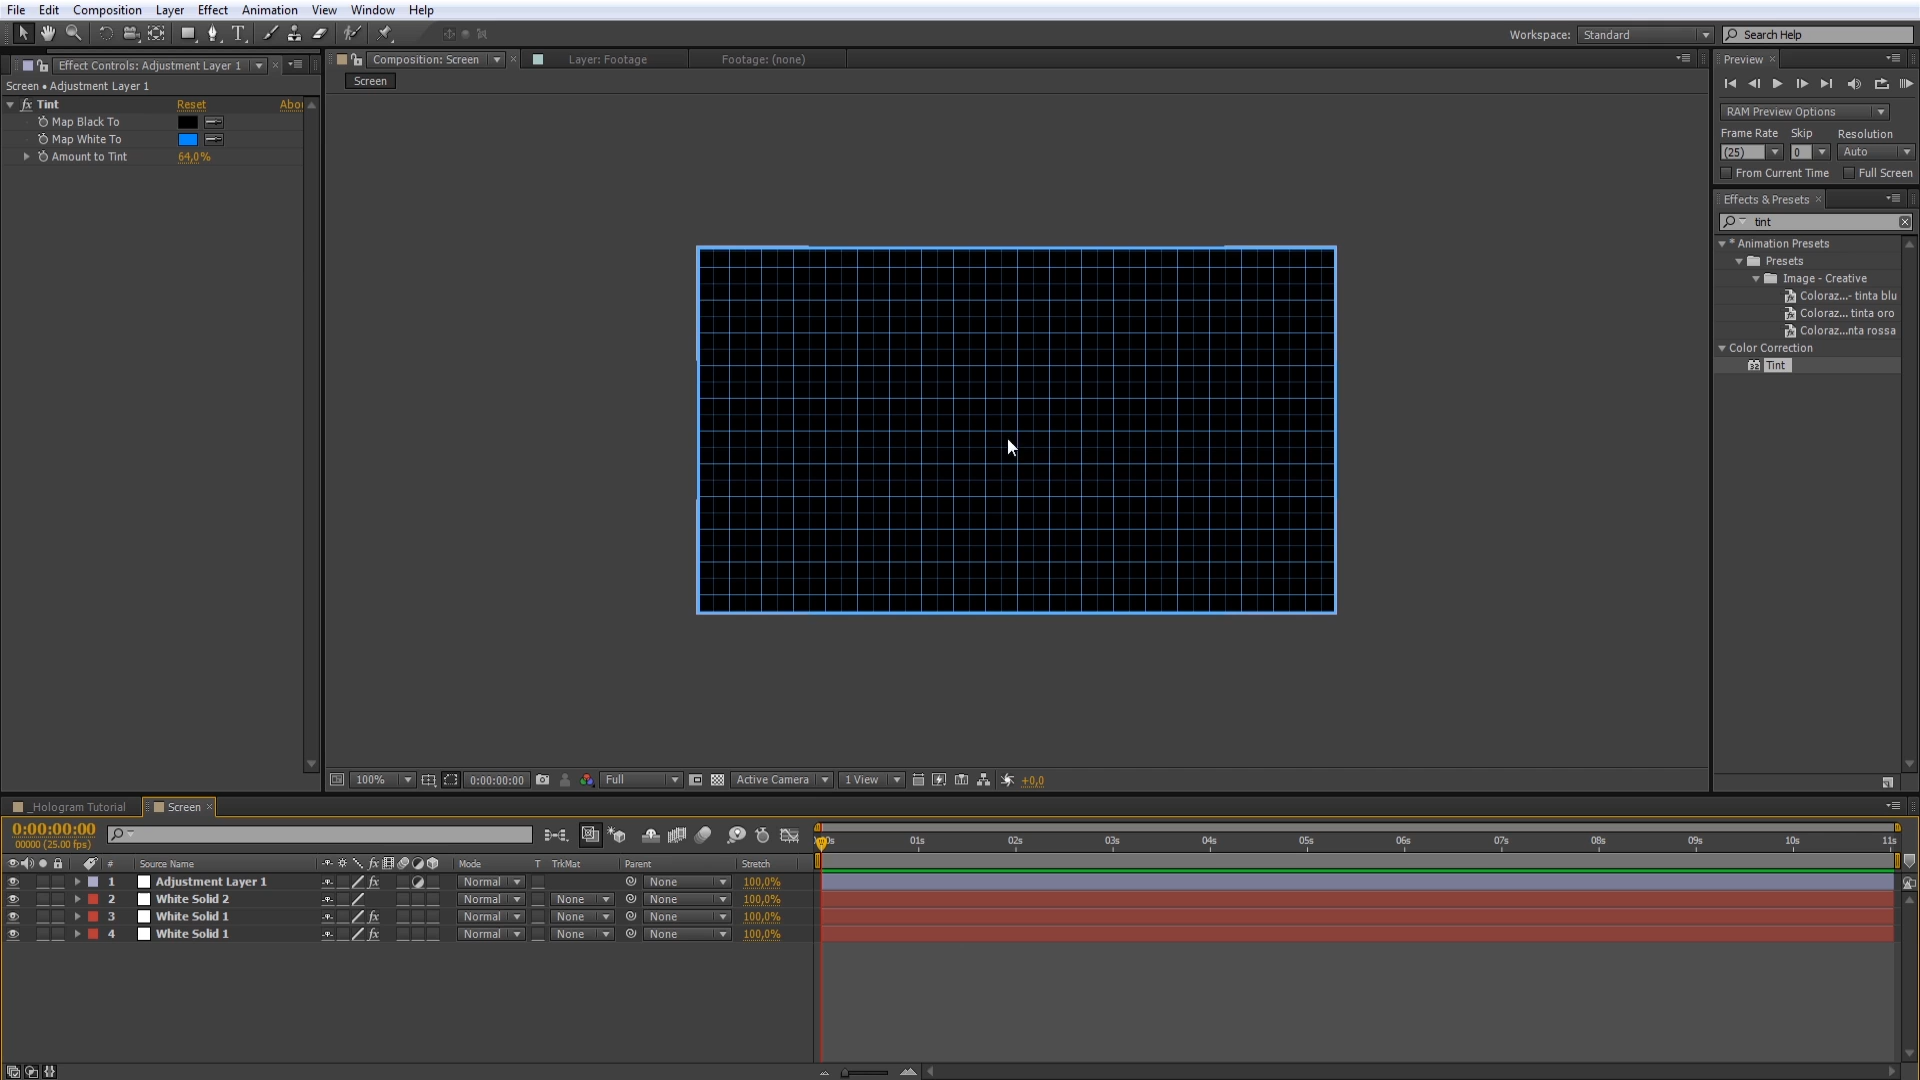 File Edit Composition Layer Effect Animation View Window Help
Workspace: Standard Search Help
Effect Controls: Adjustment Layer 1
Composition: Screen
Layer: Footage
Footage: (none)
Preview
Screen • Adjustment Layer 1
Screen
fx Tint Reset Abou
Map Black To
Map White To
Amount to Tint 64,0%
RAM Preview Options
Frame Rate Skip Resolution
(25) 0 Auto
From Current Time Full Screen
Effects & Presets
tint
* Animation Presets
Presets
Image - Creative
Coloraz...- tinta blu
Coloraz... tinta oro
Coloraz...nta rossa
Color Correction
32 Tint
100% 0:00:00:00 Full Active Camera 1 View +0,0
_Hologram Tutorial Screen
0:00:00:00
00000 (25.00 fps)
01s 02s 03s 04s 05s 06s 07s 08s 09s 10s 11s
# Source Name fx Mode T TrkMat Parent Stretch
1 Adjustment Layer 1 fx Normal None 100,0%
2 White Solid 2 Normal None None 100,0%
3 White Solid 1 fx Normal None None 100,0%
4 White Solid 1 fx Normal None None 100,0%